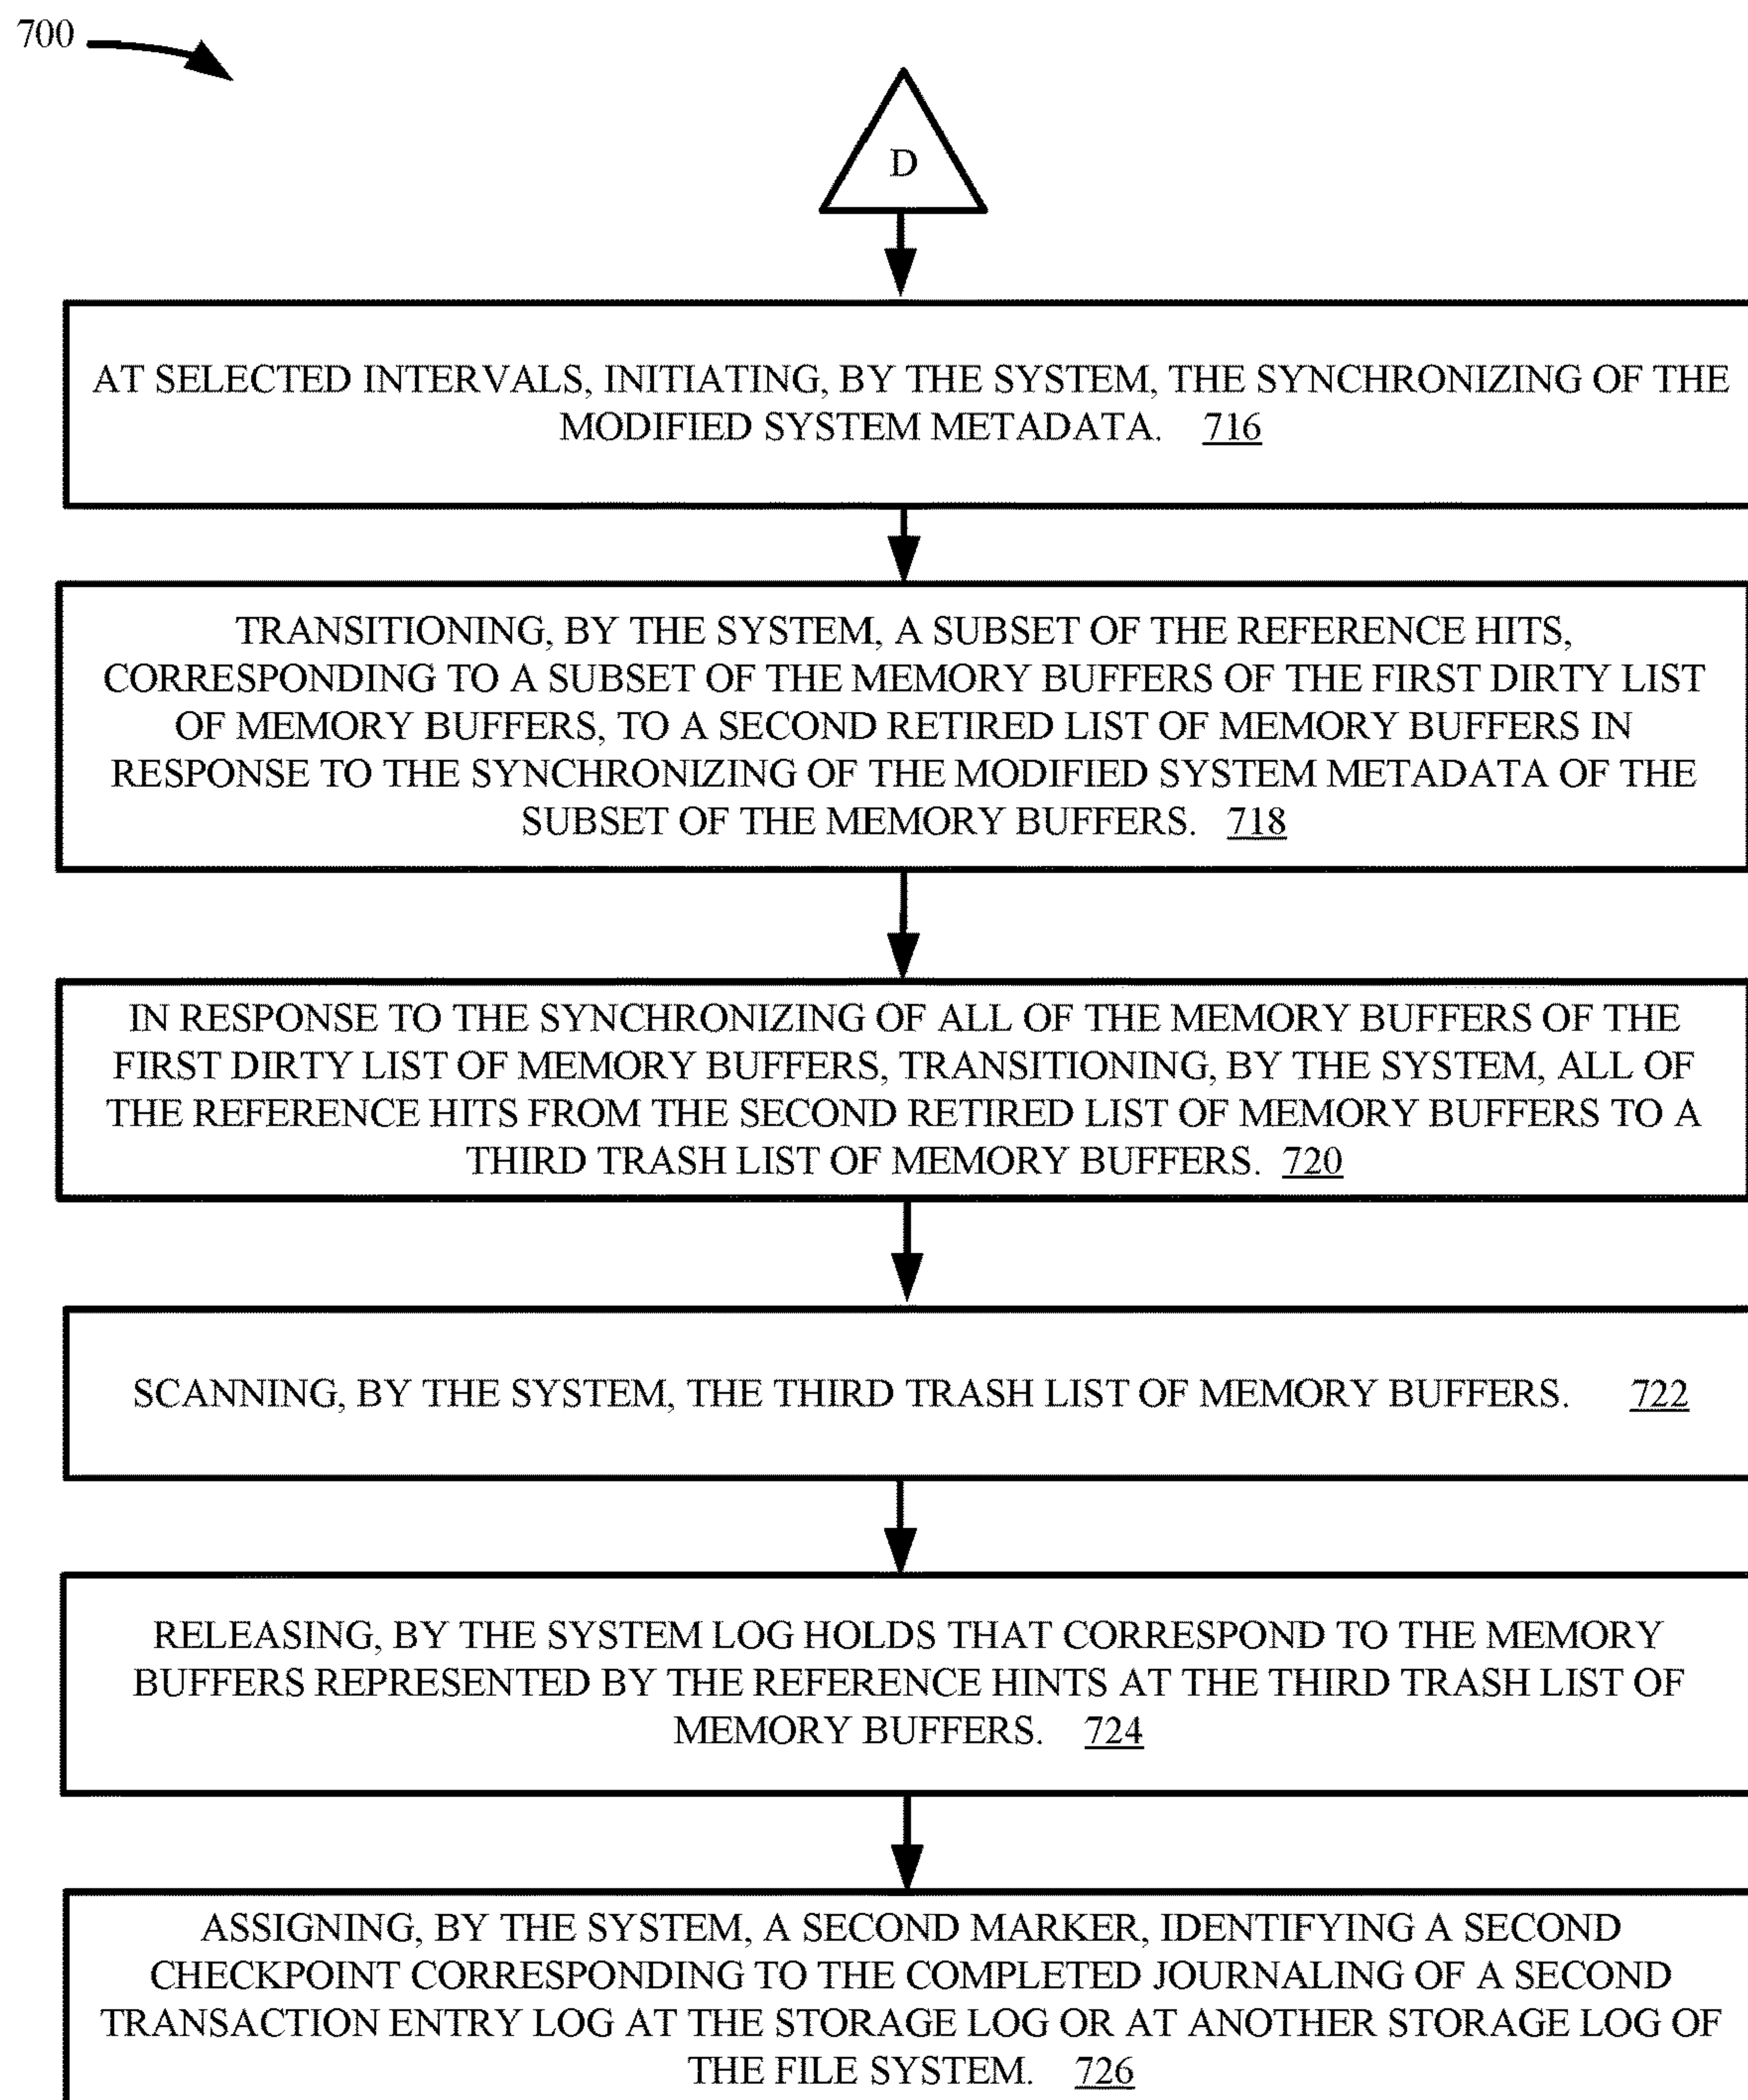 700
D
AT SELECTED INTERVALS, INITIATING, BY THE SYSTEM, THE SYNCHRONIZING OF THE
MODIFIED SYSTEM METADATA. 716
TRANSITIONING, BY THE SYSTEM, A SUBSET OF THE REFERENCE HITS,
CORRESPONDING TO A SUBSET OF THE MEMORY BUFFERS OF THE FIRST DIRTY LIST
OF MEMORY BUFFERS, TO A SECOND RETIRED LIST OF MEMORY BUFFERS IN
RESPONSE TO THE SYNCHRONIZING OF THE MODIFIED SYSTEM METADATA OF THE
SUBSET OF THE MEMORY BUFFERS. 718
IN RESPONSE TO THE SYNCHRONIZING OF ALL OF THE MEMORY BUFFERS OF THE
FIRST DIRTY LIST OF MEMORY BUFFERS, TRANSITIONING, BY THE SYSTEM, ALL OF
THE REFERENCE HITS FROM THE SECOND RETIRED LIST OF MEMORY BUFFERS TO A
THIRD TRASH LIST OF MEMORY BUFFERS. 720
SCANNING, BY THE SYSTEM, THE THIRD TRASH LIST OF MEMORY BUFFERS. 722
RELEASING, BY THE SYSTEM LOG HOLDS THAT CORRESPOND TO THE MEMORY
BUFFERS REPRESENTED BY THE REFERENCE HINTS AT THE THIRD TRASH LIST OF
MEMORY BUFFERS. 724
ASSIGNING, BY THE SYSTEM, A SECOND MARKER, IDENTIFYING A SECOND
CHECKPOINT CORRESPONDING TO THE COMPLETED JOURNALING OF A SECOND
TRANSACTION ENTRY LOG AT THE STORAGE LOG OR AT ANOTHER STORAGE LOG OF
THE FILE SYSTEM. 726